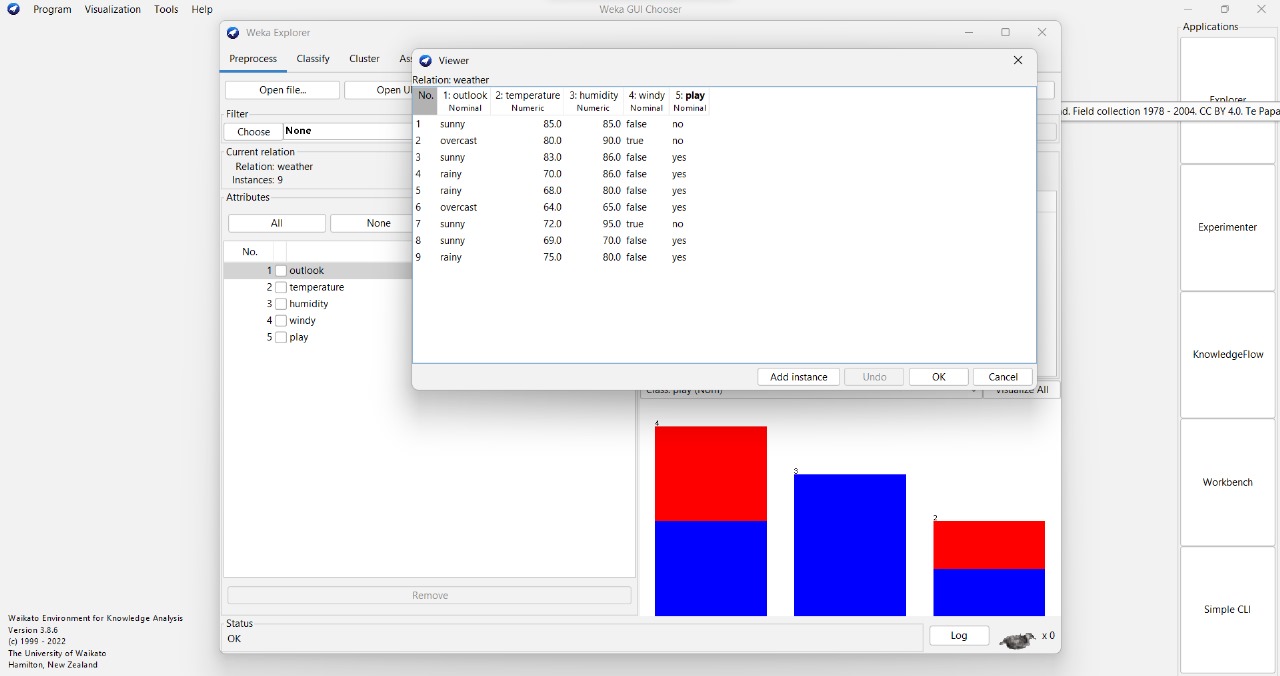 Program Visualization Tools Help
Weka GUI Chooser
Applications
Weka Explorer
Preprocess Classify Cluster
Viewer
Relation: weather
Open file...
Open
No. 1: outlook 2: temperature 3: humidity 4: windy 5: play
Nominal Numeric Numeric Nominal Nominal
Explorer
d. Field collection 1978 - 2004. CC BY 4.0. Te Papa
Filter
Choose None
1 sunny 85.0 85.0 false no
2 overcast 80.0 90.0 true no
3 sunny 83.0 86.0 false yes
4 rainy 70.0 86.0 false yes
5 rainy 68.0 80.0 false yes
6 overcast 64.0 65.0 false yes
7 sunny 72.0 95.0 true no
8 sunny 69.0 70.0 false yes
9 rainy 75.0 80.0 false yes
Current relation
Relation: weather
Instances: 9
Attributes
All None
No.
1 outlook
2 temperature
3 humidity
4 windy
5 play
Add instance Undo OK Cancel
Class: play (Nom) Visualize All
4
3
2
Remove
Status
OK
Log x 0
Experimenter
KnowledgeFlow
Workbench
Simple CLI
Waikato Environment for Knowledge Analysis
Version 3.8.6
(c) 1999 - 2022
The University of Waikato
Hamilton, New Zealand